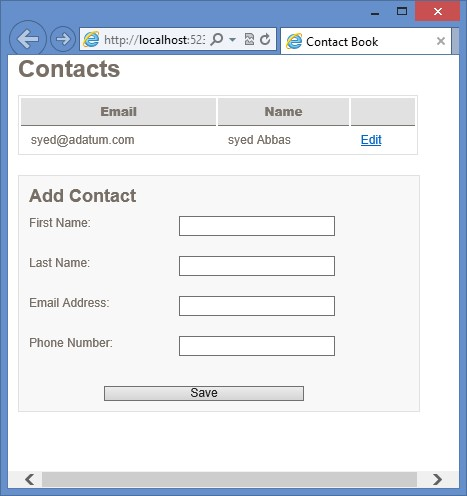 http://localhost:523
Contact Book
Contacts
Email Name
syed@adatum.com syed Abbas Edit
Add Contact
First Name:
Last Name:
Email Address:
Phone Number:
Save